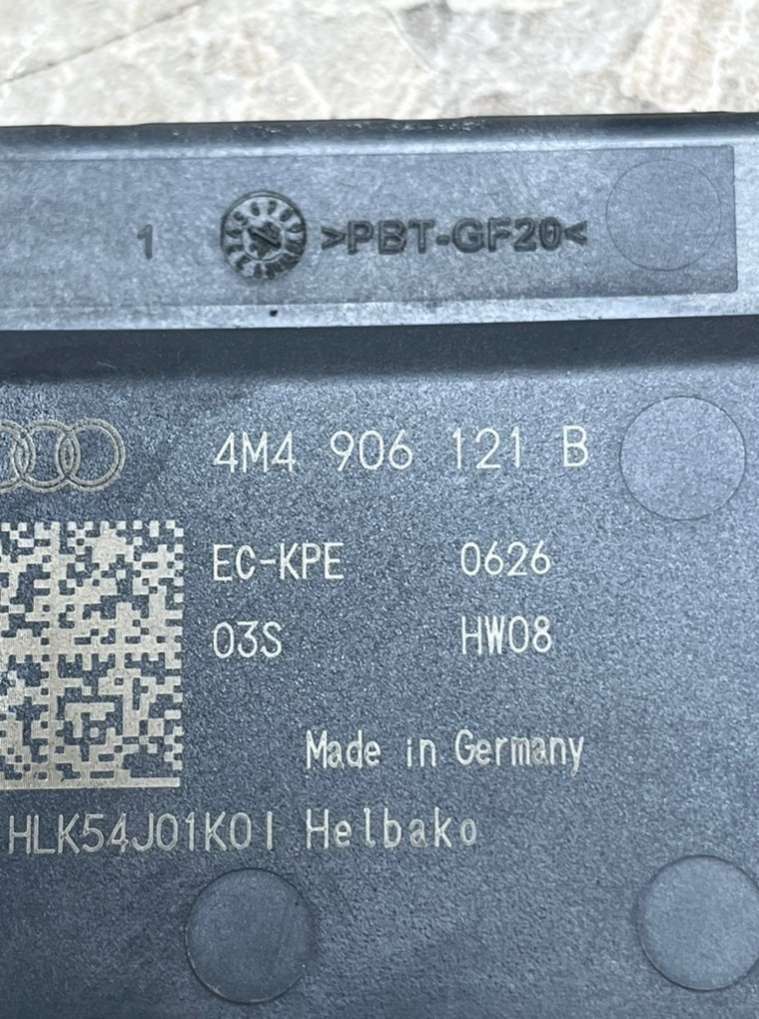 1 >PBT-GF20<
4M4 906 121 B
EC-KPE 0626
03S HW08
Made in Germany
HLK54J01K01 Helbako